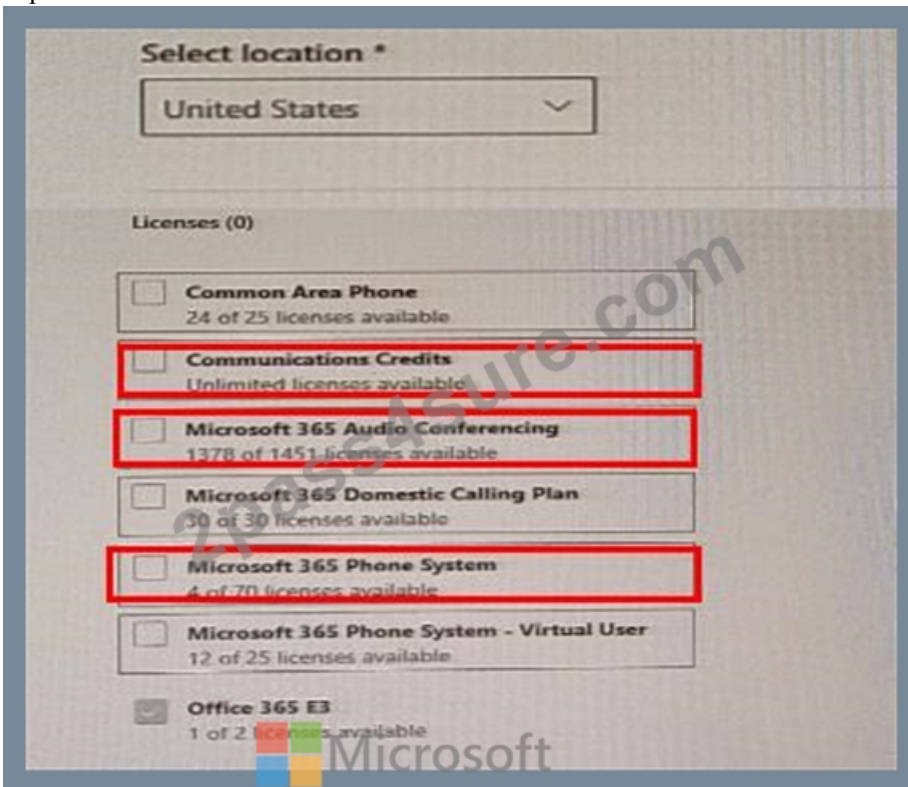 Select location *
United States
Licenses (0)
Common Area Phone
24 of 25 licenses available
Communications Credits
Unlimited licenses available
Microsoft 365 Audio Conferencing
1378 of 1451 licenses available
Microsoft 365 Domestic Calling Plan
30 of 30 licenses available
Microsoft 365 Phone System
4 of 70 licenses available
Microsoft 365 Phone System - Virtual User
12 of 25 licenses available
Office 365 E3
1 of 2 licenses available
2pass4sure.com
Microsoft